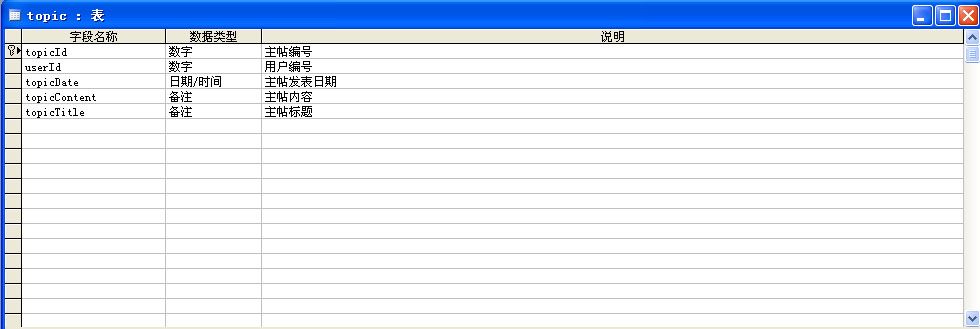 topic : 表
字段名称 数据类型 说明
topicId 数字 主帖编号
userId 数字 用户编号
topicDate 日期/时间 主帖发表日期
topicContent 备注 主帖内容
topicTitle 备注 主帖标题